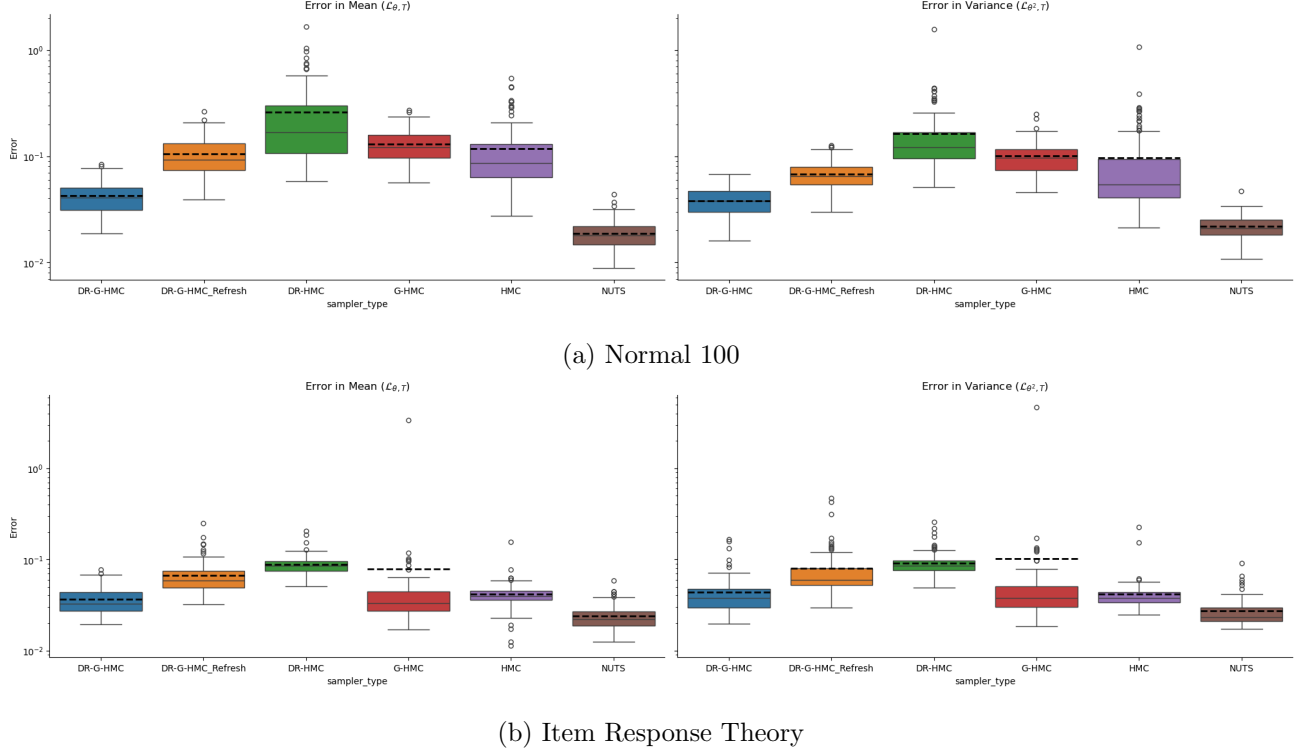 Error in Mean (ℒθ, T)
Error in Variance (ℒθ², T)
Error
10⁰
10⁻¹
10⁻²
DR-G-HMC DR-G-HMC_Refresh DR-HMC G-HMC HMC NUTS
DR-G-HMC DR-G-HMC_Refresh DR-HMC G-HMC HMC NUTS
sampler_type
sampler_type
(a) Normal 100
Error in Mean (ℒθ, T)
Error in Variance (ℒθ², T)
Error
10⁰
10⁻¹
10⁻²
DR-G-HMC DR-G-HMC_Refresh DR-HMC G-HMC HMC NUTS
DR-G-HMC DR-G-HMC_Refresh DR-HMC G-HMC HMC NUTS
sampler_type
sampler_type
(b) Item Response Theory